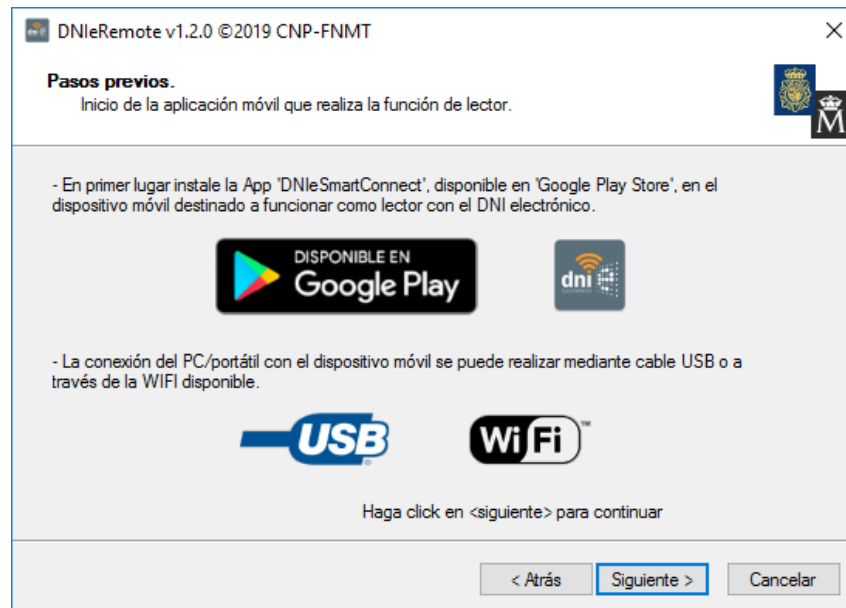 DNIeRemote v1.2.0 ©2019 CNP-FNMT
Pasos previos.
Inicio de la aplicación móvil que realiza la función de lector.
M
- En primer lugar instale la App "DNIeSmartConnect', disponible en 'Google Play Store', en el
dispositivo móvil destinado a funcionar como lector con el DNI electrónico.
DISPONIBLE EN
Google Play
dni
- La conexión del PC/portátil con el dispositivo móvil se puede realizar mediante cable USB o a
través de la WIFI disponible.
USB
Wi Fi™
Haga click en <siguiente> para continuar
< Atrás Siguiente > Cancelar